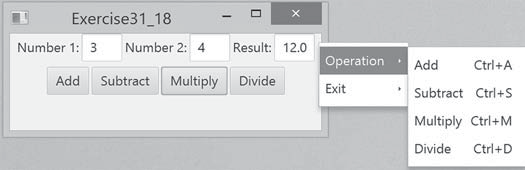 Exercise31_18
Number 1: 3 Number 2: 4 Result: 12.0
Add Subtract Multiply Divide
Operation
Exit
Add Ctrl+A
Subtract Ctrl+S
Multiply Ctrl+M
Divide Ctrl+D